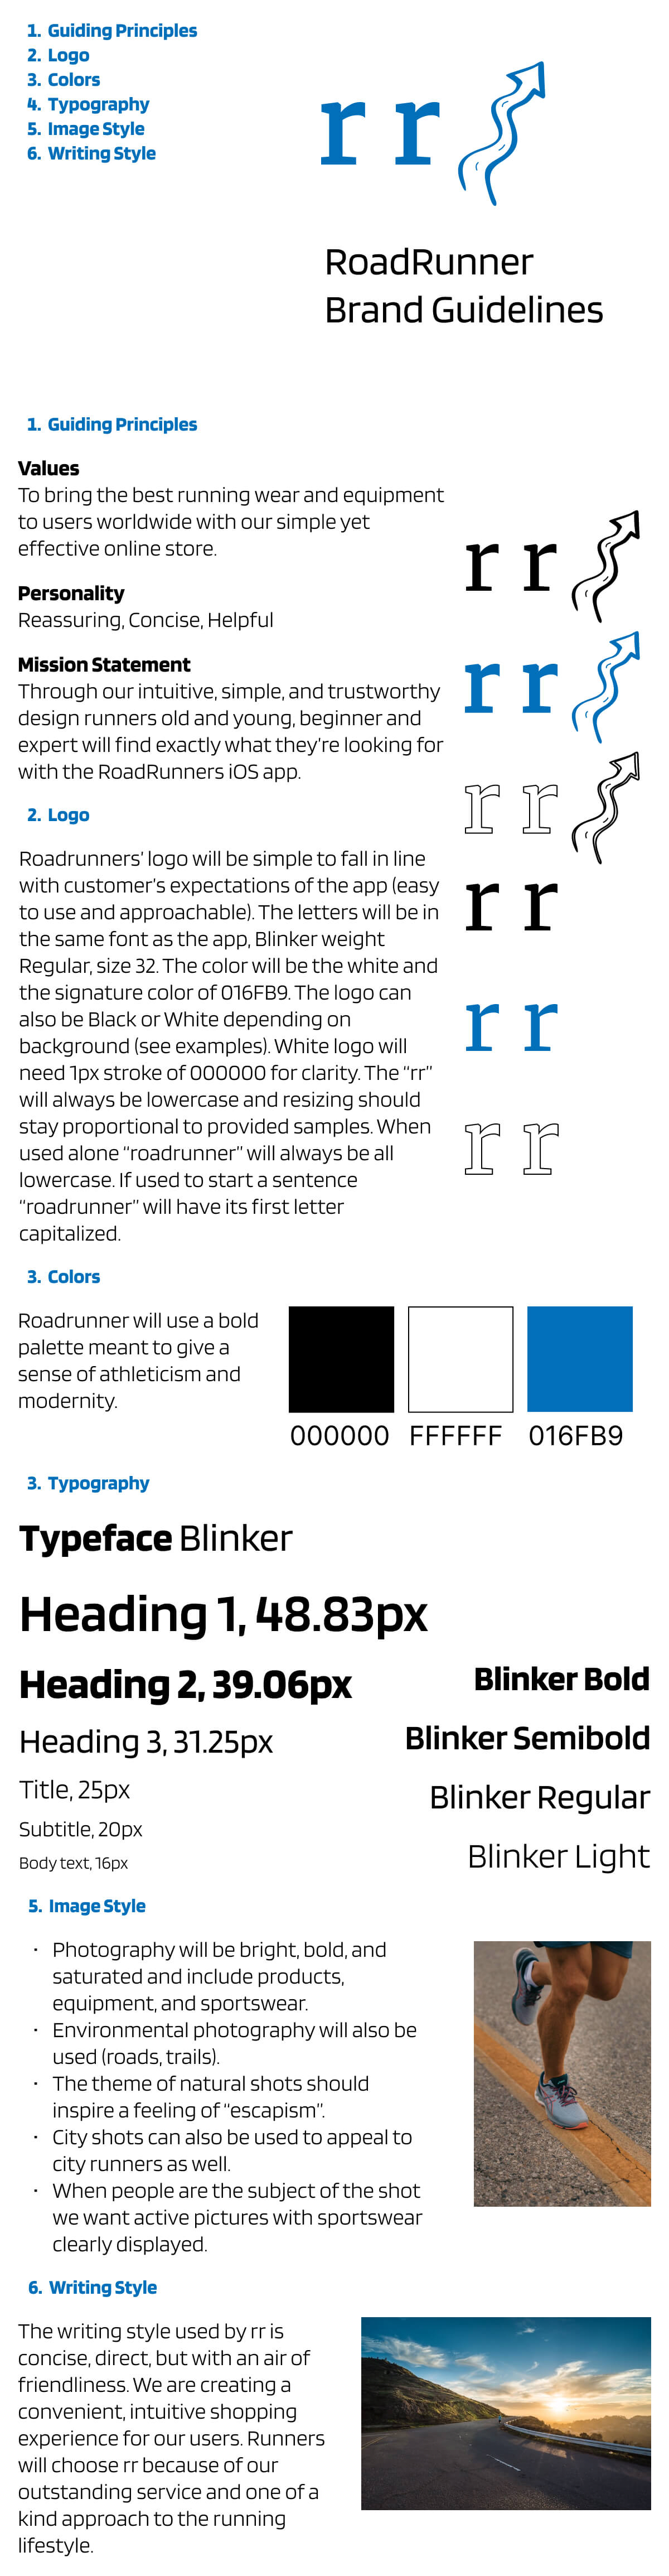 1. Guiding Principles
2. Logo
3. Colors
4. Typography
5. Image Style
6. Writing Style
r r
RoadRunner
Brand Guidelines
1. Guiding Principles
Values
To bring the best running wear and equipment
to users worldwide with our simple yet
effective online store.
Personality
Reassuring, Concise, Helpful
Mission Statement
Through our intuitive, simple, and trustworthy
design runners old and young, beginner and
expert will find exactly what they're looking for
with the RoadRunners iOS app.
r r
r r
r r
2. Logo
Roadrunners' logo will be simple to fall in line
with customer's expectations of the app (easy
to use and approachable). The letters will be in
the same font as the app, Blinker weight
Regular, size 32. The color will be the white and
the signature color of 016FB9. The logo can
also be Black or White depending on
background (see examples). White logo will
need 1px stroke of 000000 for clarity. The "rr"
will always be lowercase and resizing should
stay proportional to provided samples. When
used alone "roadrunner" will always be all
lowercase. If used to start a sentence
"roadrunner" will have its first letter
capitalized.
r r
r r
r r
3. Colors
Roadrunner will use a bold
palette meant to give a
sense of athleticism and
modernity.
000000 FFFFFF 016FB9
3. Typography
Typeface Blinker
Heading 1, 48.83px
Heading 2, 39.06px
Heading 3, 31.25px
Title, 25px
Subtitle, 20px
Body text, 16px
Blinker Bold
Blinker Semibold
Blinker Regular
Blinker Light
5. Image Style
· Photography will be bright, bold, and
saturated and include products,
equipment, and sportswear.
· Environmental photography will also be
used (roads, trails).
· The theme of natural shots should
inspire a feeling of "escapism".
· City shots can also be used to appeal to
city runners as well.
· When people are the subject of the shot
we want active pictures with sportswear
clearly displayed.
6. Writing Style
The writing style used by rr is
concise, direct, but with an air of
friendliness. We are creating a
convenient, intuitive shopping
experience for our users. Runners
will choose rr because of our
outstanding service and one of a
kind approach to the running
lifestyle.